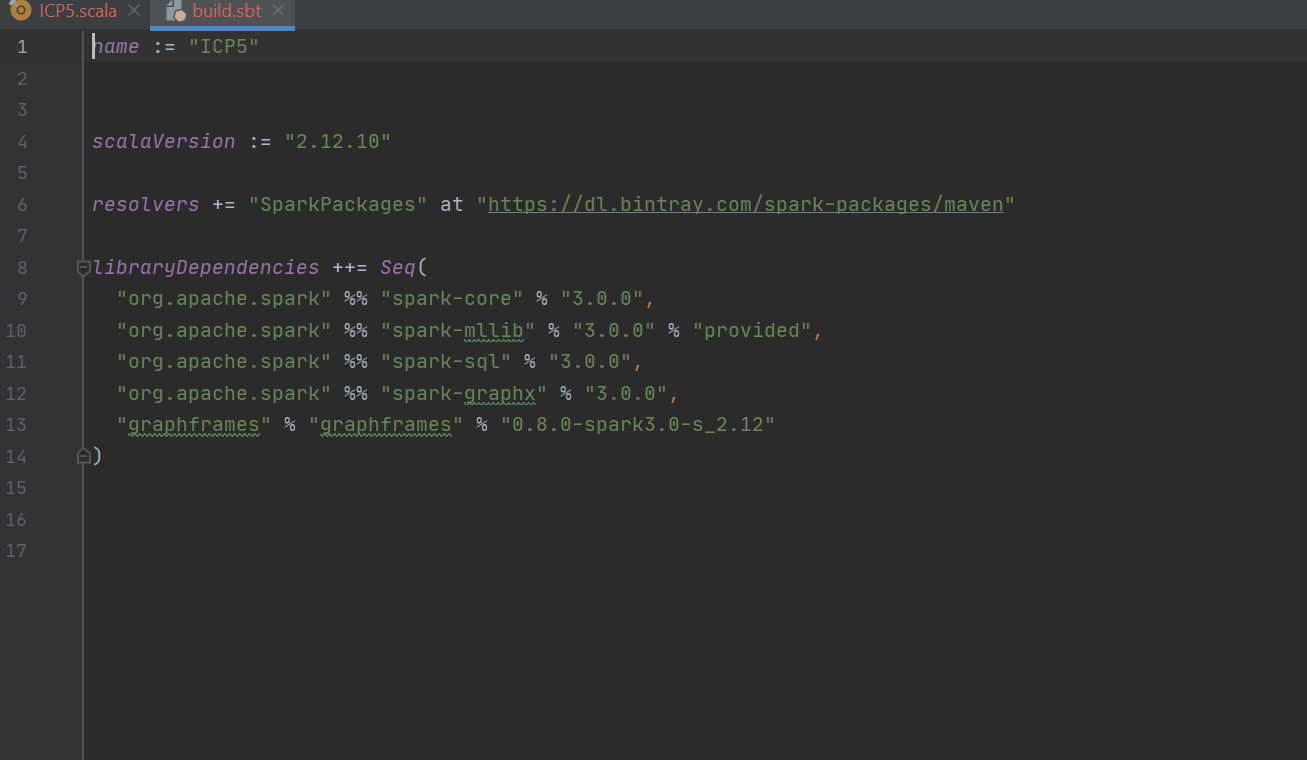 ICP5.scala build.sbt
1 name := "ICP5"
2
3
4 scalaVersion := "2.12.10"
5
6 resolvers += "SparkPackages" at "https://dl.bintray.com/spark-packages/maven"
7
8 libraryDependencies ++= Seq(
9 "org.apache.spark" %% "spark-core" % "3.0.0",
10 "org.apache.spark" %% "spark-mllib" % "3.0.0" % "provided",
11 "org.apache.spark" %% "spark-sql" % "3.0.0",
12 "org.apache.spark" %% "spark-graphx" % "3.0.0",
13 "graphframes" % "graphframes" % "0.8.0-spark3.0-s_2.12"
14 )
15
16
17